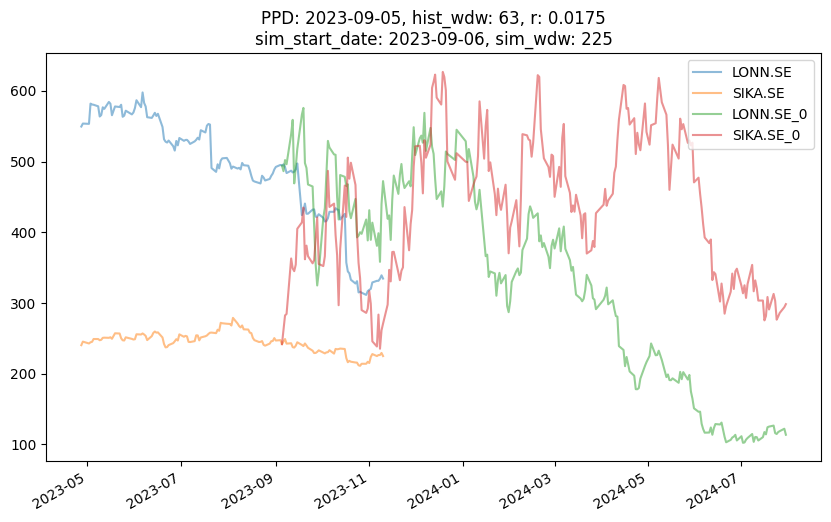 PPD: 2023-09-05, hist_wdw: 63, r: 0.0175
sim_start_date: 2023-09-06, sim_wdw: 225
LONN.SE
SIKA.SE
LONN.SE_0
SIKA.SE_0
600
500
400
300
200
100
2023-05
2023-07
2023-09
2023-11
2024-01
2024-03
2024-05
2024-07